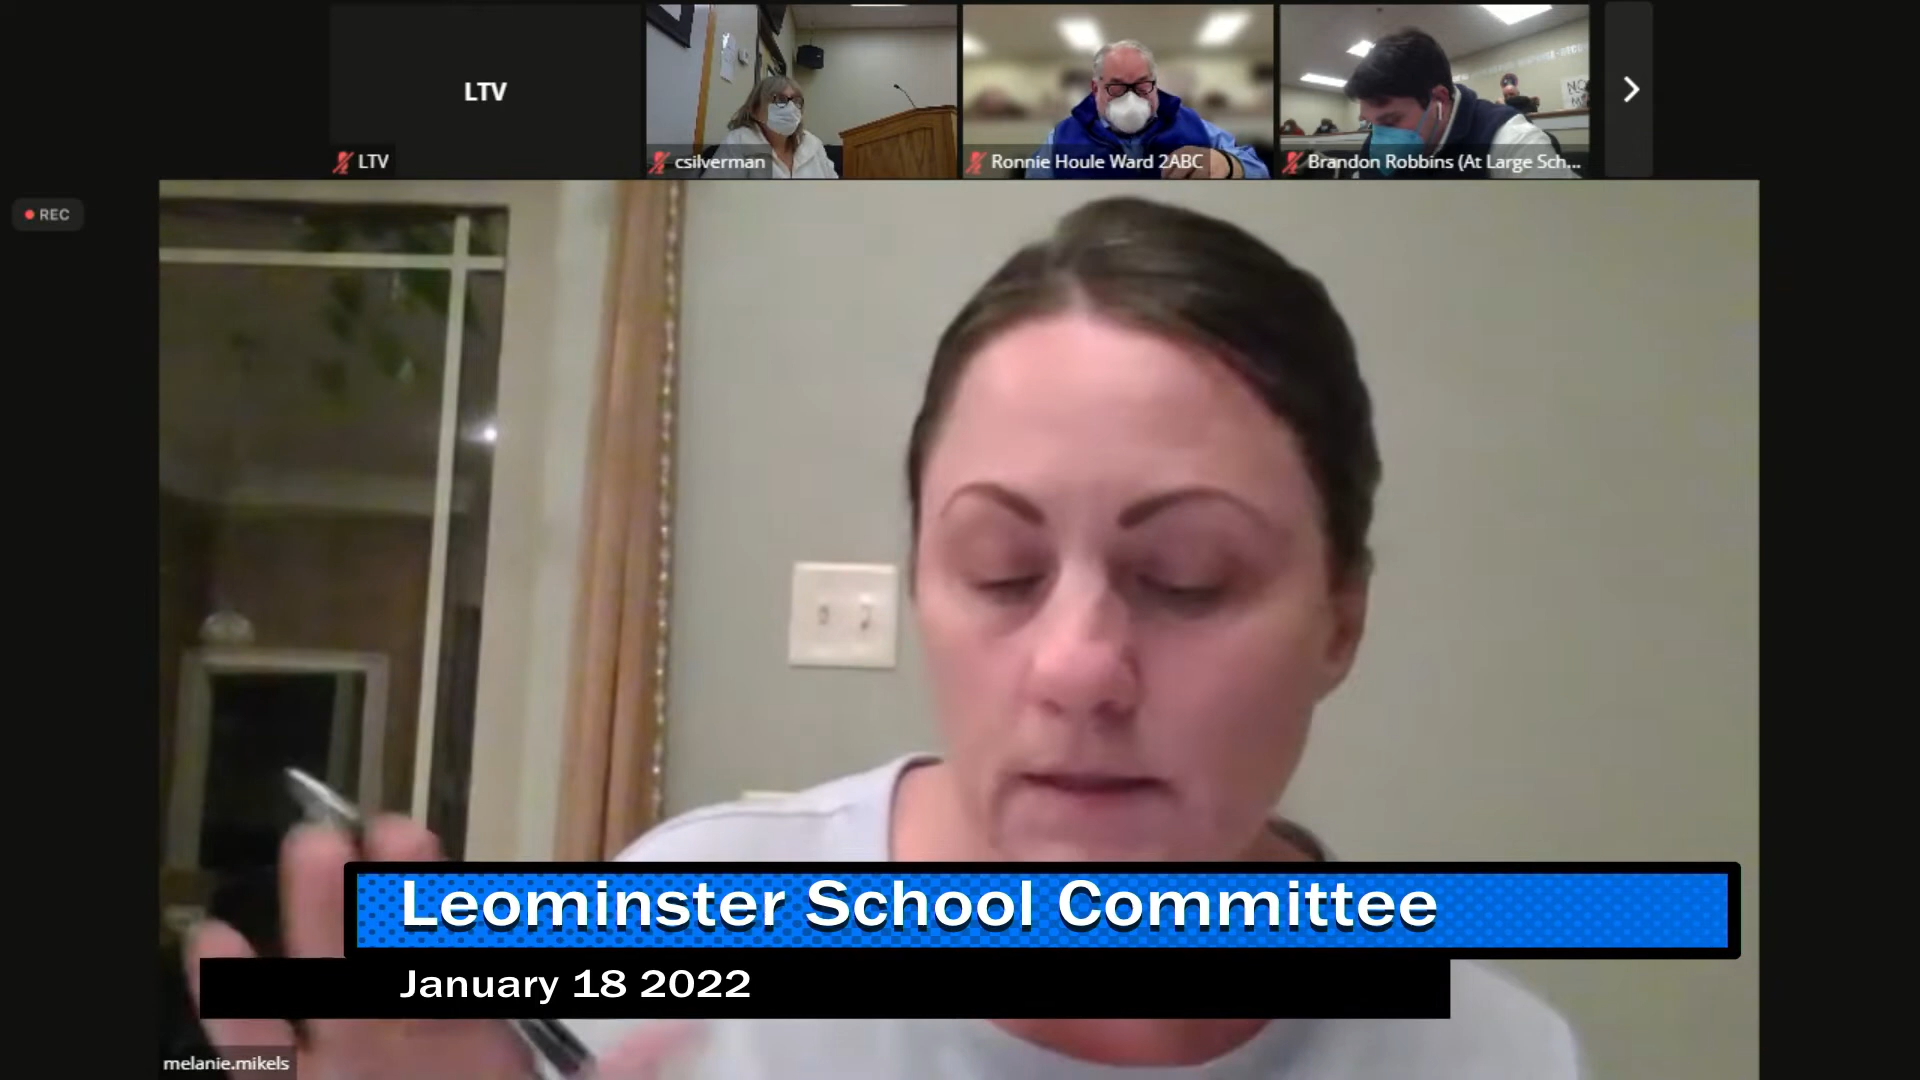 LTV
LTV
csilverman
Ronnie Houle Ward 2ABC
Brandon Robbins (At Large Sch...
NO
REC
Leominster School Committee
January 18 2022
melanie.mikels